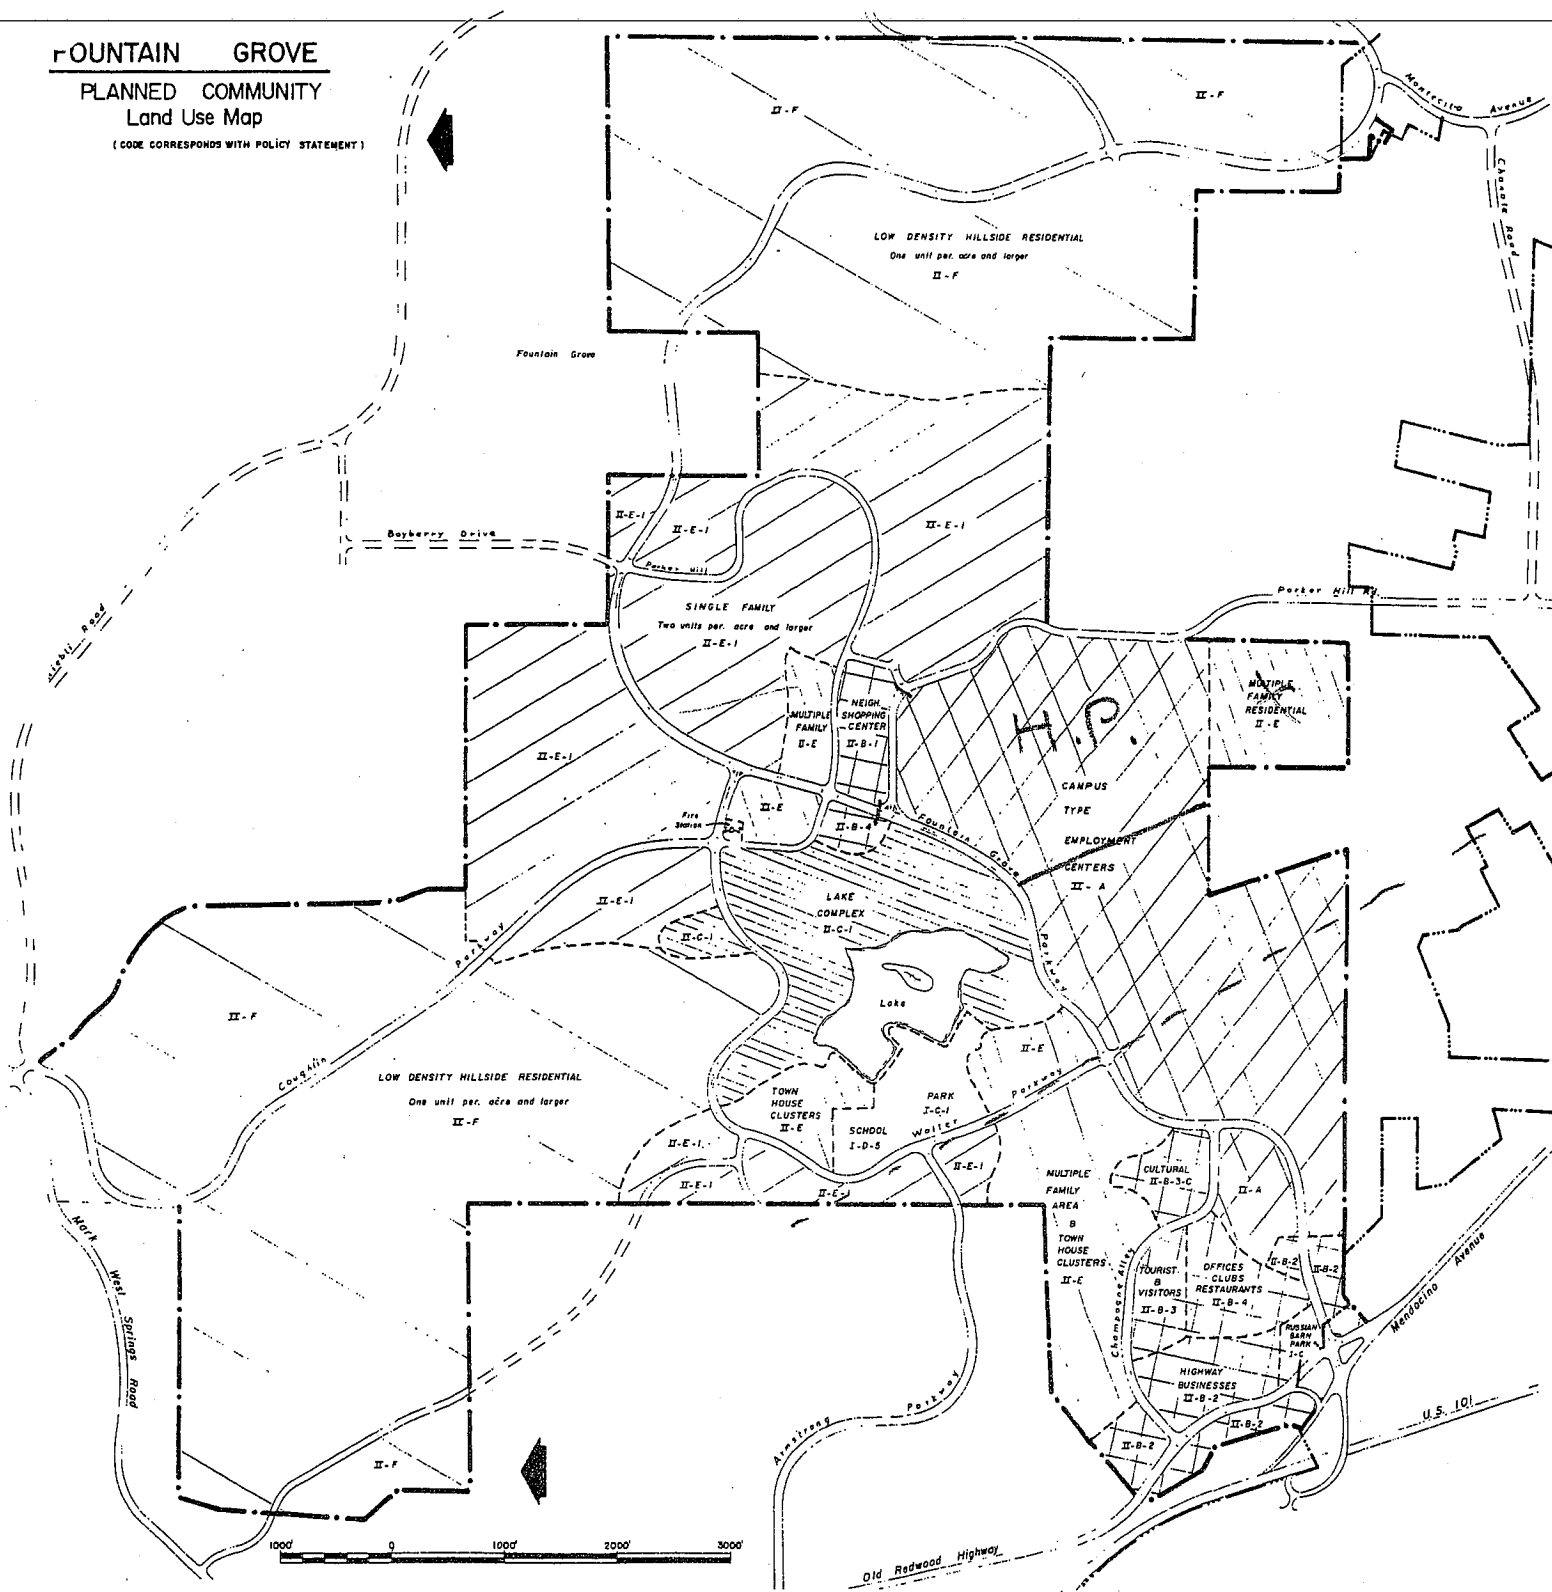 FOUNTAIN GROVE
PLANNED COMMUNITY
Land Use Map
( CODE CORRESPONDS WITH POLICY STATEMENT )
II-F
II-F
Montecito Avenue
Chanate Road
LOW DENSITY HILLSIDE RESIDENTIAL
One unit per. acre and larger
II-F
Fountain Grove
II-E-1
II-E-1
II-E-1
Bayberry Drive
Parker Hill
Parker Hill Rd.
SINGLE FAMILY
Two units per. acre and larger
II-E-1
Road
MULTIPLE
FAMILY
II-E
NEIGH.
SHOPPING
CENTER
II-B-1
H.P.
MULTIPLE
FAMILY
RESIDENTIAL
II-E
II-E-1
CAMPUS
TYPE
EMPLOYMENT
CENTERS
II-A
Fire
Station
II-E
II-B-4
Fountain Grove Parkway
II-E-1
LAKE
COMPLEX
II-C-1
II-C-1
Lake
Coughlin Parkway
II-F
II-E
LOW DENSITY HILLSIDE RESIDENTIAL
One unit per. acre and larger
II-F
TOWN
HOUSE
CLUSTERS
II-E
PARK
I-C-1
SCHOOL
I-D-5
Walter Parkway
II-E-1
II-E-1
II-E-1
II-E-1
MULTIPLE
FAMILY
AREA
&
TOWN
HOUSE
CLUSTERS
II-E
CULTURAL
II-B-3-C
II-A
Champagne Alley
TOURIST
&
VISITORS
II-B-3
OFFICES
CLUBS
RESTAURANTS
II-B-4
II-B-2
II-B-2
RUSSIAN
BARN
PARK
I-C
HIGHWAY
BUSINESSES
II-B-2
II-B-2
II-B-2
Mendocino Avenue
U.S. 101
Mark West Springs Road
II-F
Armstrong Parkway
Old Redwood Highway
1000' 0 1000' 2000' 3000'